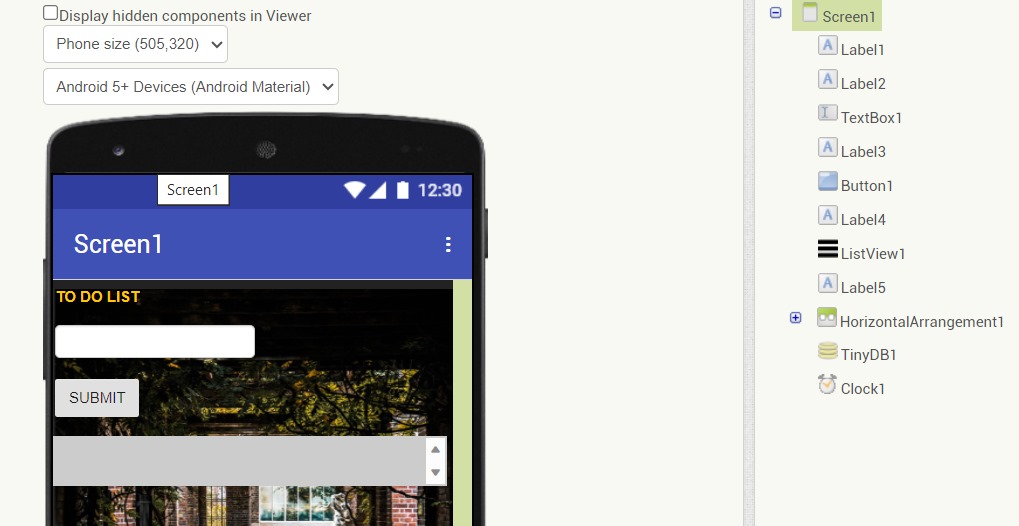 Display hidden components in Viewer
Phone size (505,320)
Android 5+ Devices (Android Material)
Screen1
12:30
Screen1
TO DO LIST
SUBMIT
Screen1
A Label1
A Label2
TextBox1
A Label3
Button1
A Label4
ListView1
A Label5
HorizontalArrangement1
TinyDB1
Clock1